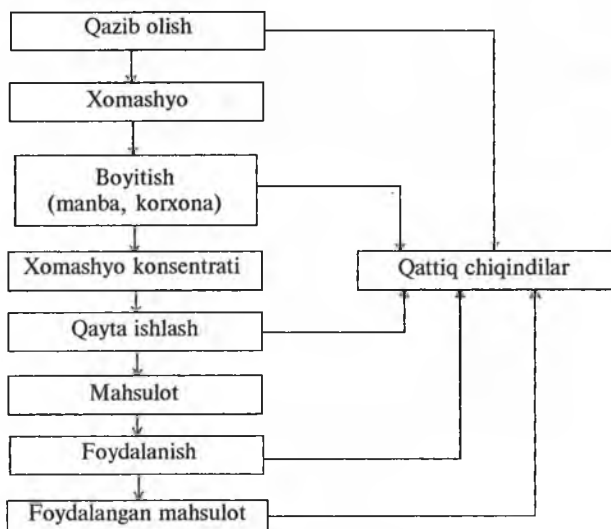 Qazib olish
Xomashyo
Boyitish
(manba, korxona)
Xomashyo konsentrati
Qattiq chiqindilar
Qayta ishlash
Mahsulot
Foydalanish
Foydalangan mahsulot